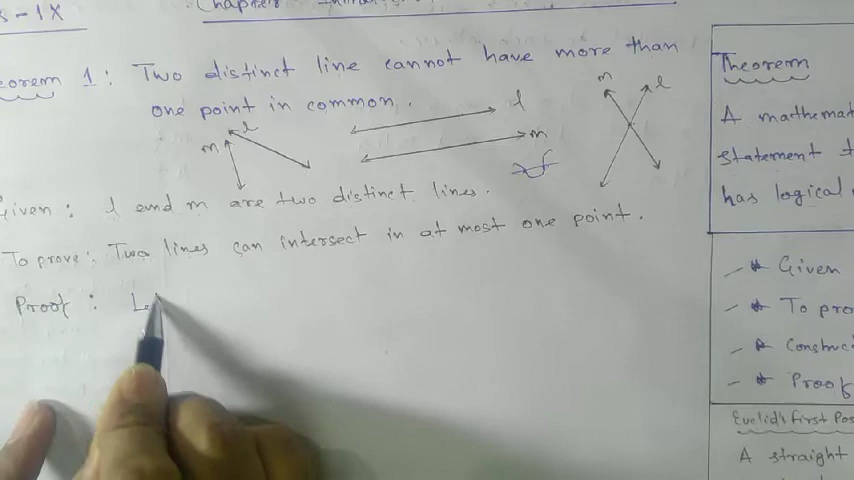 s - IX
Chapter
Theorem
eorem 1: Two distinct line cannot have more than
one point in common.
l
m
l
m
m
l
A mathemat
statement t
has logical
Given: l and m are two distinct lines.
To prove: Two lines can intersect in at most one point.
Proof: Le
* Given
* To pro
* Construc
* Proof
Euclid's first Pos
A straight